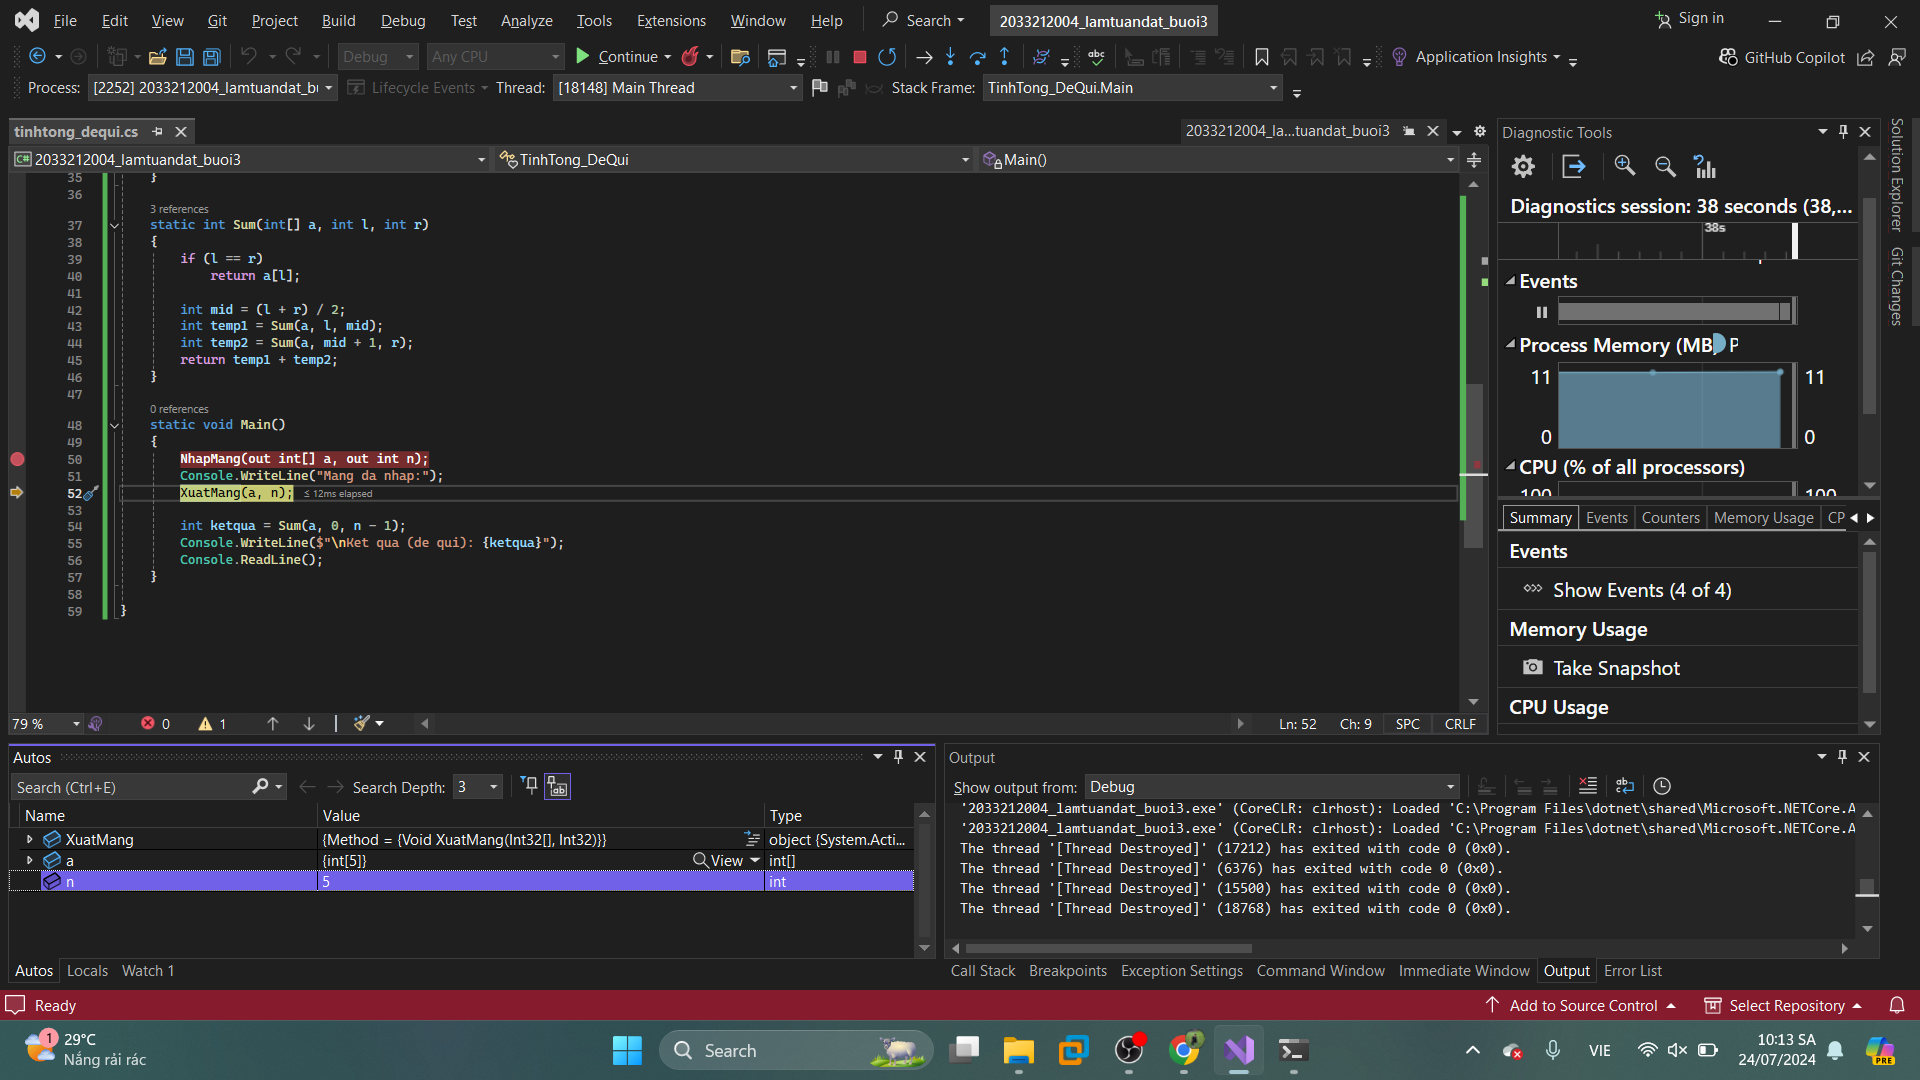 File Edit View Git Project Build Debug Test Analyze Tools Extensions Window Help Search 2033212004_lamtuandat_buoi3 Sign in
Debug Any CPU Continue Application Insights GitHub Copilot
Process: [2252] 2033212004_lamtuandat_bu Lifecycle Events Thread: [18148] Main Thread Stack Frame: TinhTong_DeQui.Main
tinhtong_dequi.cs 2033212004_la...tuandat_buoi3
2033212004_lamtuandat_buoi3 TinhTong_DeQui Main()
35 }
36
3 references
37 static int Sum(int[] a, int l, int r)
38 {
39 if (l == r)
40 return a[l];
41
42 int mid = (l + r) / 2;
43 int temp1 = Sum(a, l, mid);
44 int temp2 = Sum(a, mid + 1, r);
45 return temp1 + temp2;
46 }
47
0 references
48 static void Main()
49 {
50 NhapMang(out int[] a, out int n);
51 Console.WriteLine("Mang da nhap:");
52 XuatMang(a, n); ≤ 12ms elapsed
53
54 int ketqua = Sum(a, 0, n - 1);
55 Console.WriteLine($"\nKet qua (de qui): {ketqua}");
56 Console.ReadLine();
57 }
58
59 }
79 % 0 1 Ln: 52 Ch: 9 SPC CRLF
Diagnostic Tools
Diagnostics session: 38 seconds (38,...
38s
Events
Process Memory (MB) P
11 11
0 0
CPU (% of all processors)
100 100
Summary Events Counters Memory Usage CP
Events
Show Events (4 of 4)
Memory Usage
Take Snapshot
CPU Usage
Solution Explorer
Git Changes
Autos
Search (Ctrl+E) Search Depth: 3
Name Value Type
XuatMang {Method = {Void XuatMang(Int32[], Int32)}} object {System.Acti...
a {int[5]} View int[]
n 5 int
Autos Locals Watch 1
Output
Show output from: Debug
'2033212004_lamtuandat_buoi3.exe' (CoreCLR: clrhost): Loaded 'C:\Program Files\dotnet\shared\Microsoft.NETCore.A
'2033212004_lamtuandat_buoi3.exe' (CoreCLR: clrhost): Loaded 'C:\Program Files\dotnet\shared\Microsoft.NETCore.A
The thread '[Thread Destroyed]' (17212) has exited with code 0 (0x0).
The thread '[Thread Destroyed]' (6376) has exited with code 0 (0x0).
The thread '[Thread Destroyed]' (15500) has exited with code 0 (0x0).
The thread '[Thread Destroyed]' (18768) has exited with code 0 (0x0).
Call Stack Breakpoints Exception Settings Command Window Immediate Window Output Error List
Ready Add to Source Control Select Repository
1 29°C
Nắng rải rác
Search
VIE
10:13 SA
24/07/2024
PRE